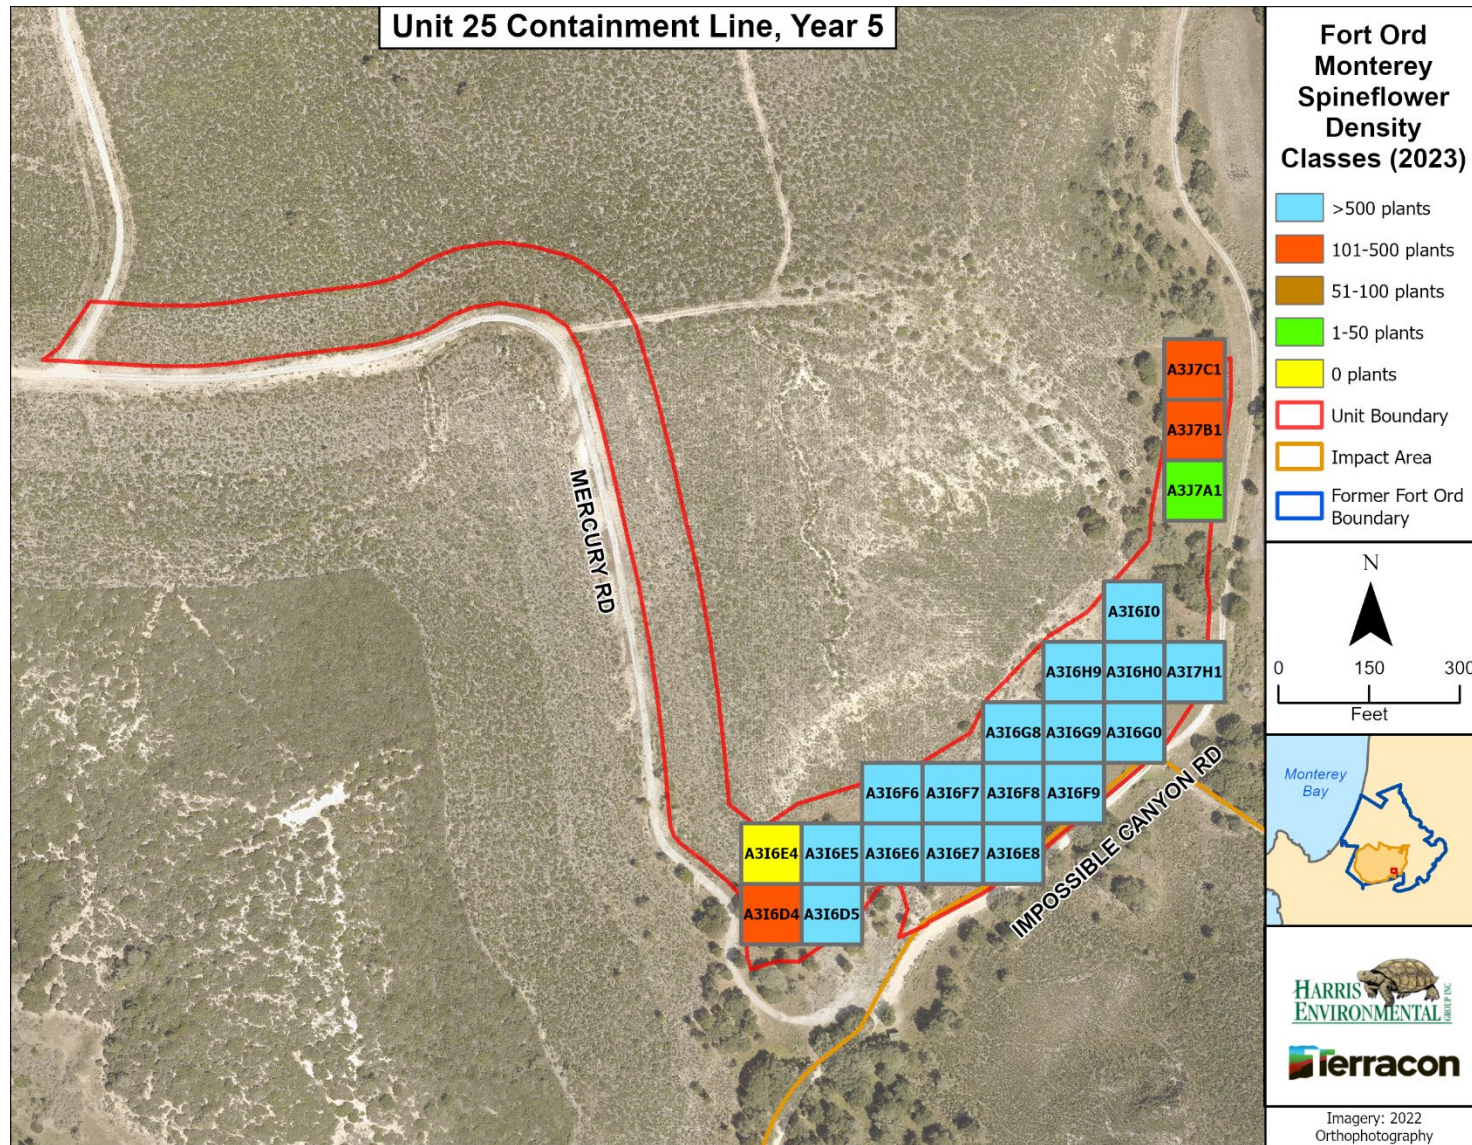 Unit 25 Containment Line, Year 5
Fort Ord
Monterey
Spineflower
Density
Classes (2023)
>500 plants
101-500 plants
51-100 plants
1-50 plants
0 plants
Unit Boundary
Impact Area
Former Fort Ord
Boundary
N
0 150 300
Feet
Monterey
Bay
HARRIS
ENVIRONMENTAL
GROUP INC
Terracon
Imagery: 2022
Orthophotography
MERCURY RD
IMPOSSIBLE CANYON RD
A3J7C1
A3J7B1
A3J7A1
A3I6I0
A3I6H9 A3I6H0 A3I7H1
A3I6G8 A3I6G9 A3I6G0
A3I6F6 A3I6F7 A3I6F8 A3I6F9
A3I6E4 A3I6E5 A3I6E6 A3I6E7 A3I6E8
A3I6D4 A3I6D5